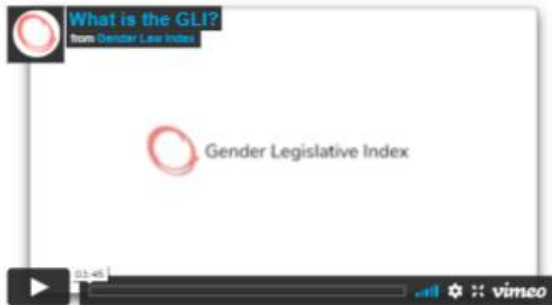 What is the GLI?
from Gender Law Index
Gender Legislative Index
03:45
vimeo